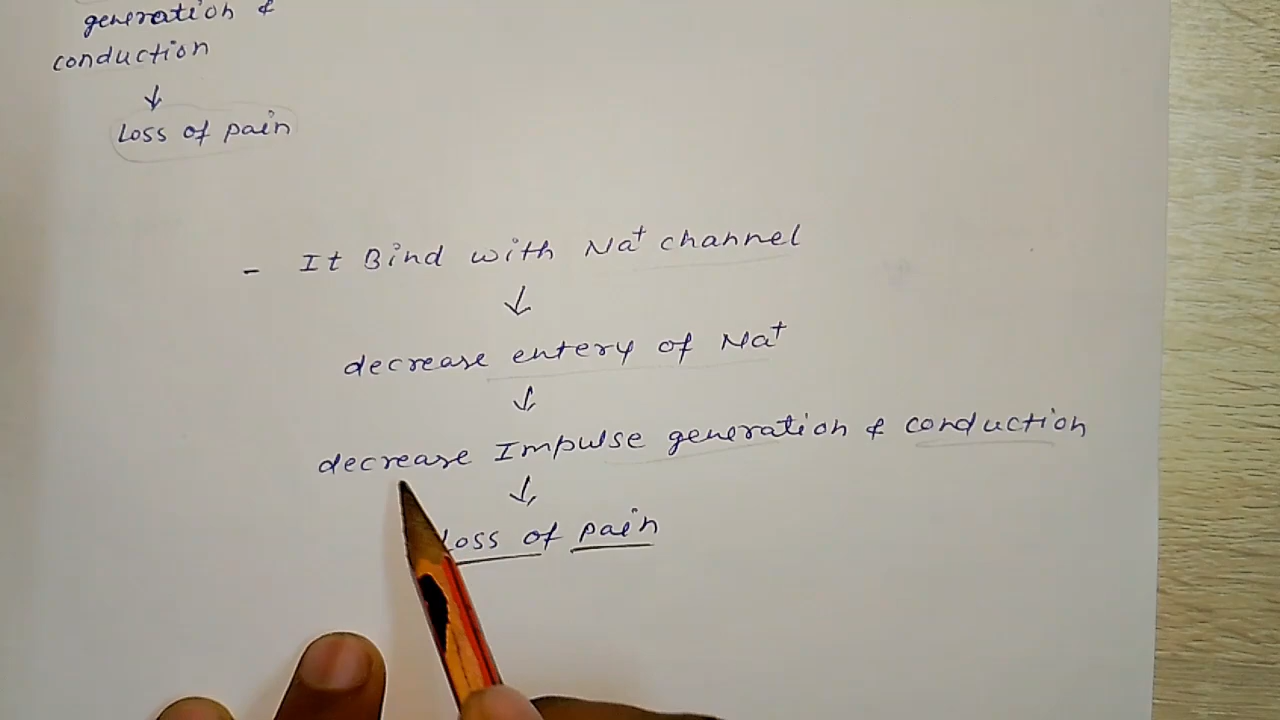 generation &
conduction
↓
Loss of pain
- It Bind with Na⁺ channel
↓
decrease entery of Na⁺
↓
decrease Impulse generation & conduction
↓
Loss of pain